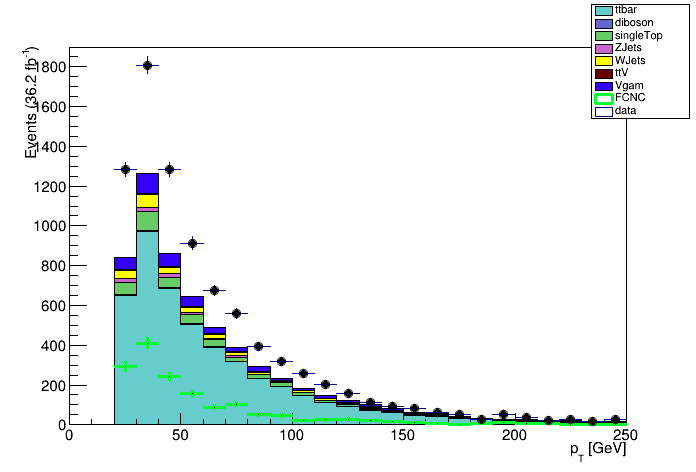 ttbar
diboson
singleTop
ZJets
WJets
ttV
Vgam
FCNC
data
Events (/36.2 fb⁻¹)
1800
1600
1400
1200
1000
800
600
400
200
0
0 50 100 150 200 250
p_T [GeV]